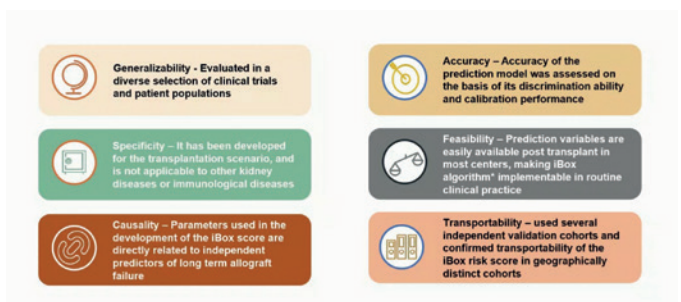 Generalizability - Evaluated in a
diverse selection of clinical trials
and patient populations
Specificity – It has been developed
for the transplantation scenario, and
is not applicable to other kidney
diseases or immunological diseases
Causality – Parameters used in the
development of the iBox score are
directly related to independent
predictors of long term allograft
failure
Accuracy – Accuracy of the
prediction model was assessed on
the basis of its discrimination ability
and calibration performance
Feasibility – Prediction variables are
easily available post transplant in
most centers, making iBox
algorithm* implementable in routine
clinical practice
Transportability – used several
independent validation cohorts and
confirmed transportability of the
iBox risk score in geographically
distinct cohorts